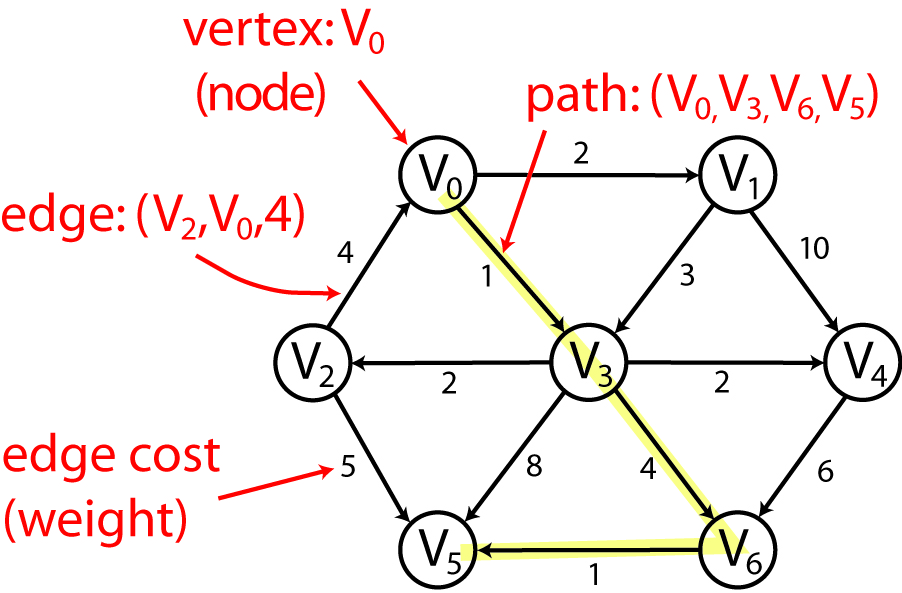 vertex: V0
(node)
path: (V0,V3,V6,V5)
2
V0
V1
edge: (V2,V0,4)
4
1
3
10
V2
V3
V4
2
2
edge cost
(weight)
5
8
4
6
V5
V6
1